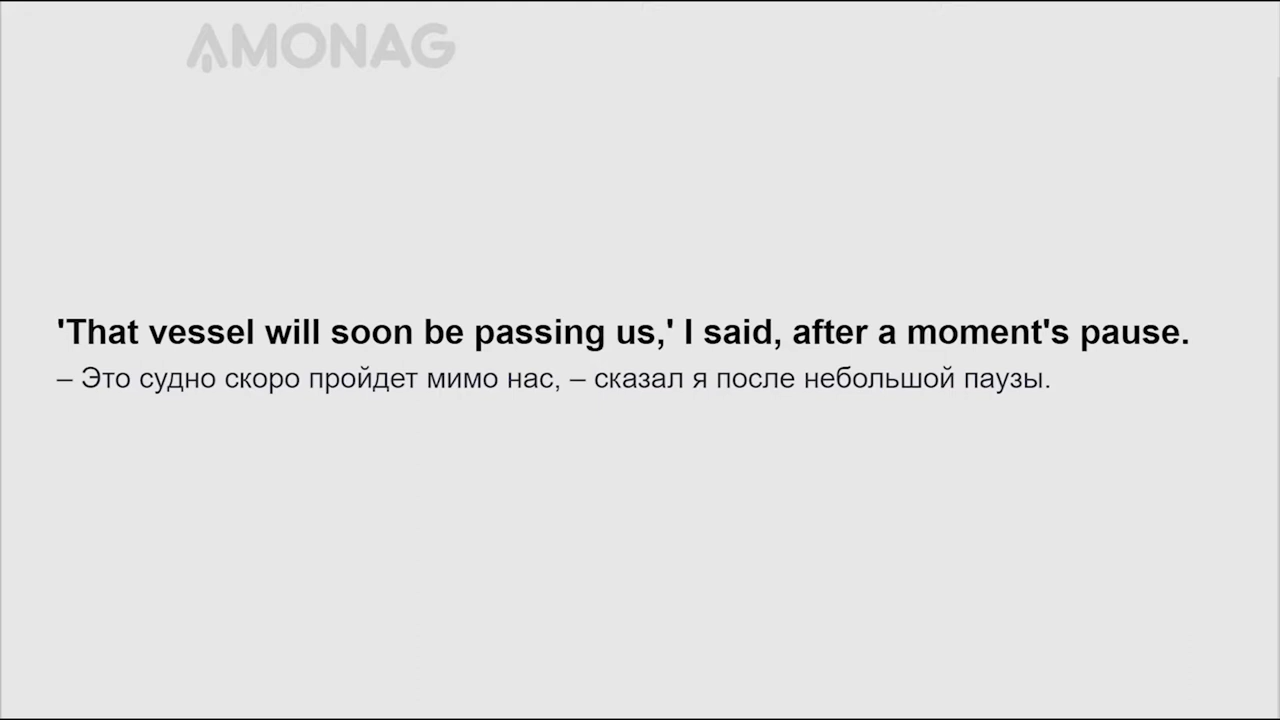 AMONAG
'That vessel will soon be passing us,' I said, after a moment's pause.
– Это судно скоро пройдет мимо нас, – сказал я после небольшой паузы.